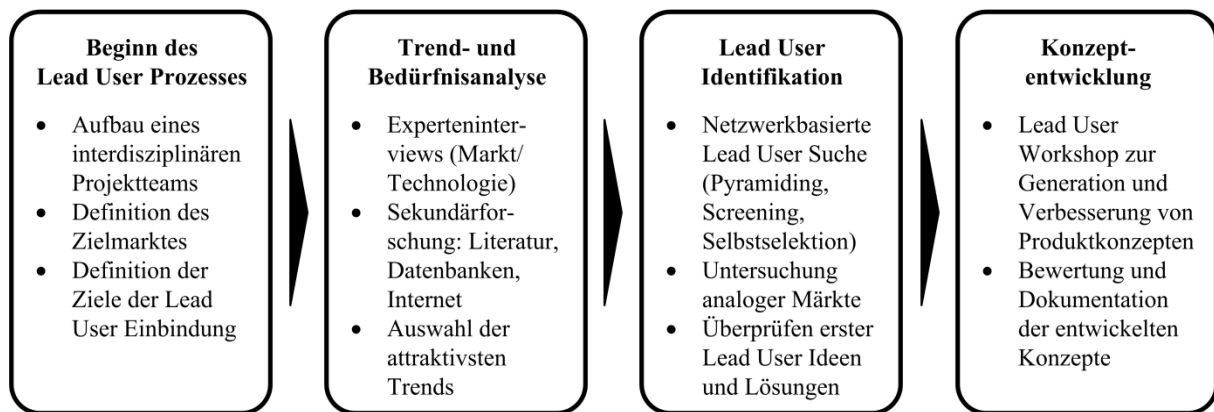 Beginn des
Lead User Prozesses
• Aufbau eines
interdisziplinären
Projektteams
• Definition des
Zielmarktes
• Definition der
Ziele der Lead
User Einbindung
Trend- und
Bedürfnisanalyse
• Experteninter-
views (Markt/
Technologie)
• Sekundärfor-
schung: Literatur,
Datenbanken,
Internet
• Auswahl der
attraktivsten
Trends
Lead User
Identifikation
• Netzwerkbasierte
Lead User Suche
(Pyramiding,
Screening,
Selbstselektion)
• Untersuchung
analoger Märkte
• Überprüfen erster
Lead User Ideen
und Lösungen
Konzept-
entwicklung
• Lead User
Workshop zur
Generation und
Verbesserung von
Produktkonzepten
• Bewertung und
Dokumentation
der entwickelten
Konzepte